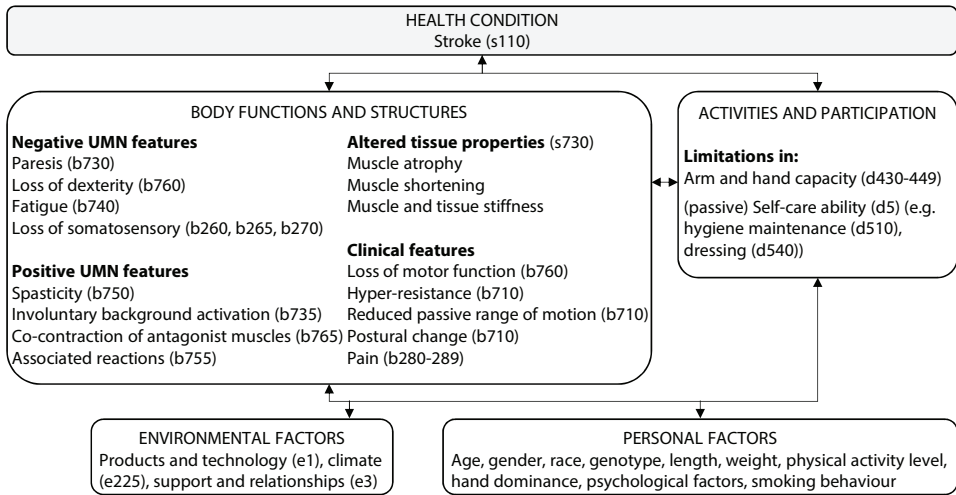 HEALTH CONDITION
Stroke (s110)
BODY FUNCTIONS AND STRUCTURES
Negative UMN features
Paresis (b730)
Loss of dexterity (b760)
Fatigue (b740)
Loss of somatosensory (b260, b265, b270)
Positive UMN features
Spasticity (b750)
Involuntary background activation (b735)
Co-contraction of antagonist muscles (b765)
Associated reactions (b755)
Altered tissue properties (s730)
Muscle atrophy
Muscle shortening
Muscle and tissue stiffness
Clinical features
Loss of motor function (b760)
Hyper-resistance (b710)
Reduced passive range of motion (b710)
Postural change (b710)
Pain (b280-289)
ACTIVITIES AND PARTICIPATION
Limitations in:
Arm and hand capacity (d430-449)
(passive) Self-care ability (d5) (e.g.
hygiene maintenance (d510),
dressing (d540))
ENVIRONMENTAL FACTORS
Products and technology (e1), climate
(e225), support and relationships (e3)
PERSONAL FACTORS
Age, gender, race, genotype, length, weight, physical activity level,
hand dominance, psychological factors, smoking behaviour